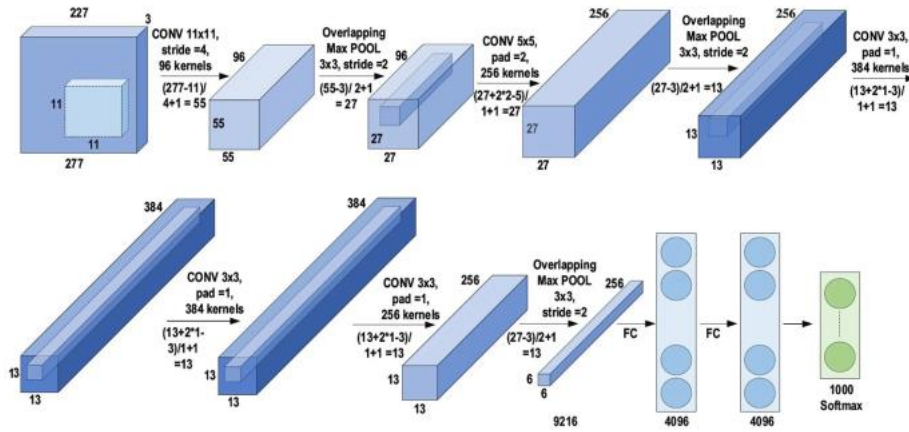 227
3
11
11
277
CONV 11x11,
stride =4,
96 kernels
(277-11)/
4+1 = 55
96
55
55
Overlapping
Max POOL
3x3, stride =2
(55-3)/ 2+1
= 27
96
27
27
CONV 5x5,
pad =2,
256 kernels
(27+2*2-5)/
1+1 =27
256
27
27
Overlapping
Max POOL
3x3, stride =2
(27-3)/2+1 =13
256
13
13
CONV 3x3,
pad =1,
384 kernels
(13+2*1-3)/
1+1 =13
384
13
13
CONV 3x3,
pad =1,
384 kernels
(13+2*1-
3)/1+1
=13
384
13
13
CONV 3x3,
pad =1,
256 kernels
(13+2*1-3)/
1+1 =13
256
13
13
Overlapping
Max POOL
3x3,
stride =2
(27-3)/2+1
=13
256
6
6
9216
FC
4096
FC
4096
1000
Softmax